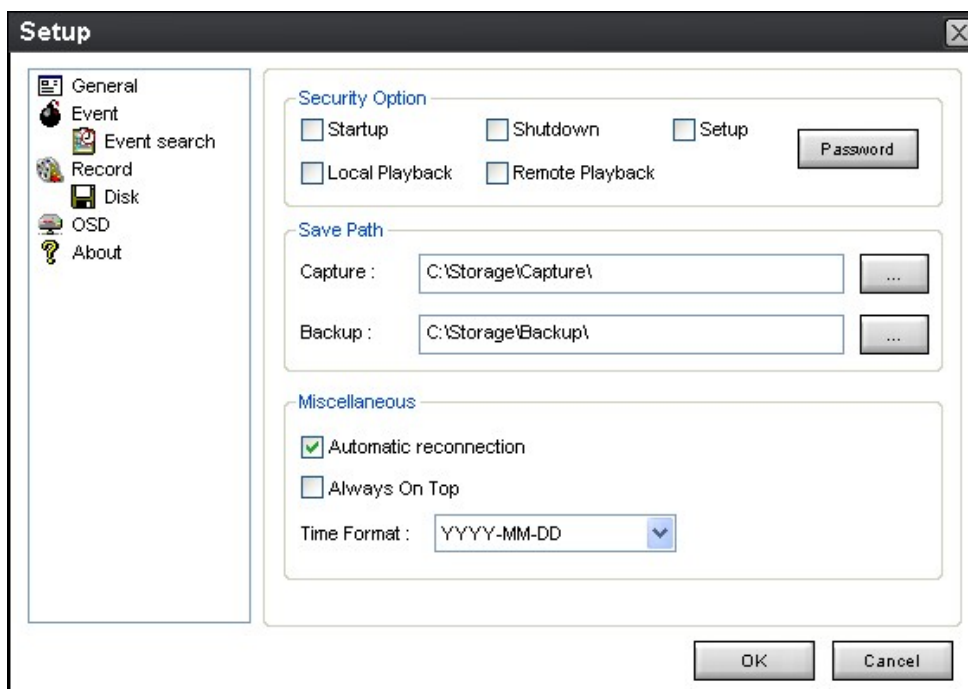 Setup
General
Event
Event search
Record
Disk
OSD
About
Security Option
Startup
Shutdown
Setup
Password
Local Playback
Remote Playback
Save Path
Capture :
C:\Storage\Capture\
...
Backup :
C:\Storage\Backup\
...
Miscellaneous
Automatic reconnection
Always On Top
Time Format :
YYYY-MM-DD
OK
Cancel